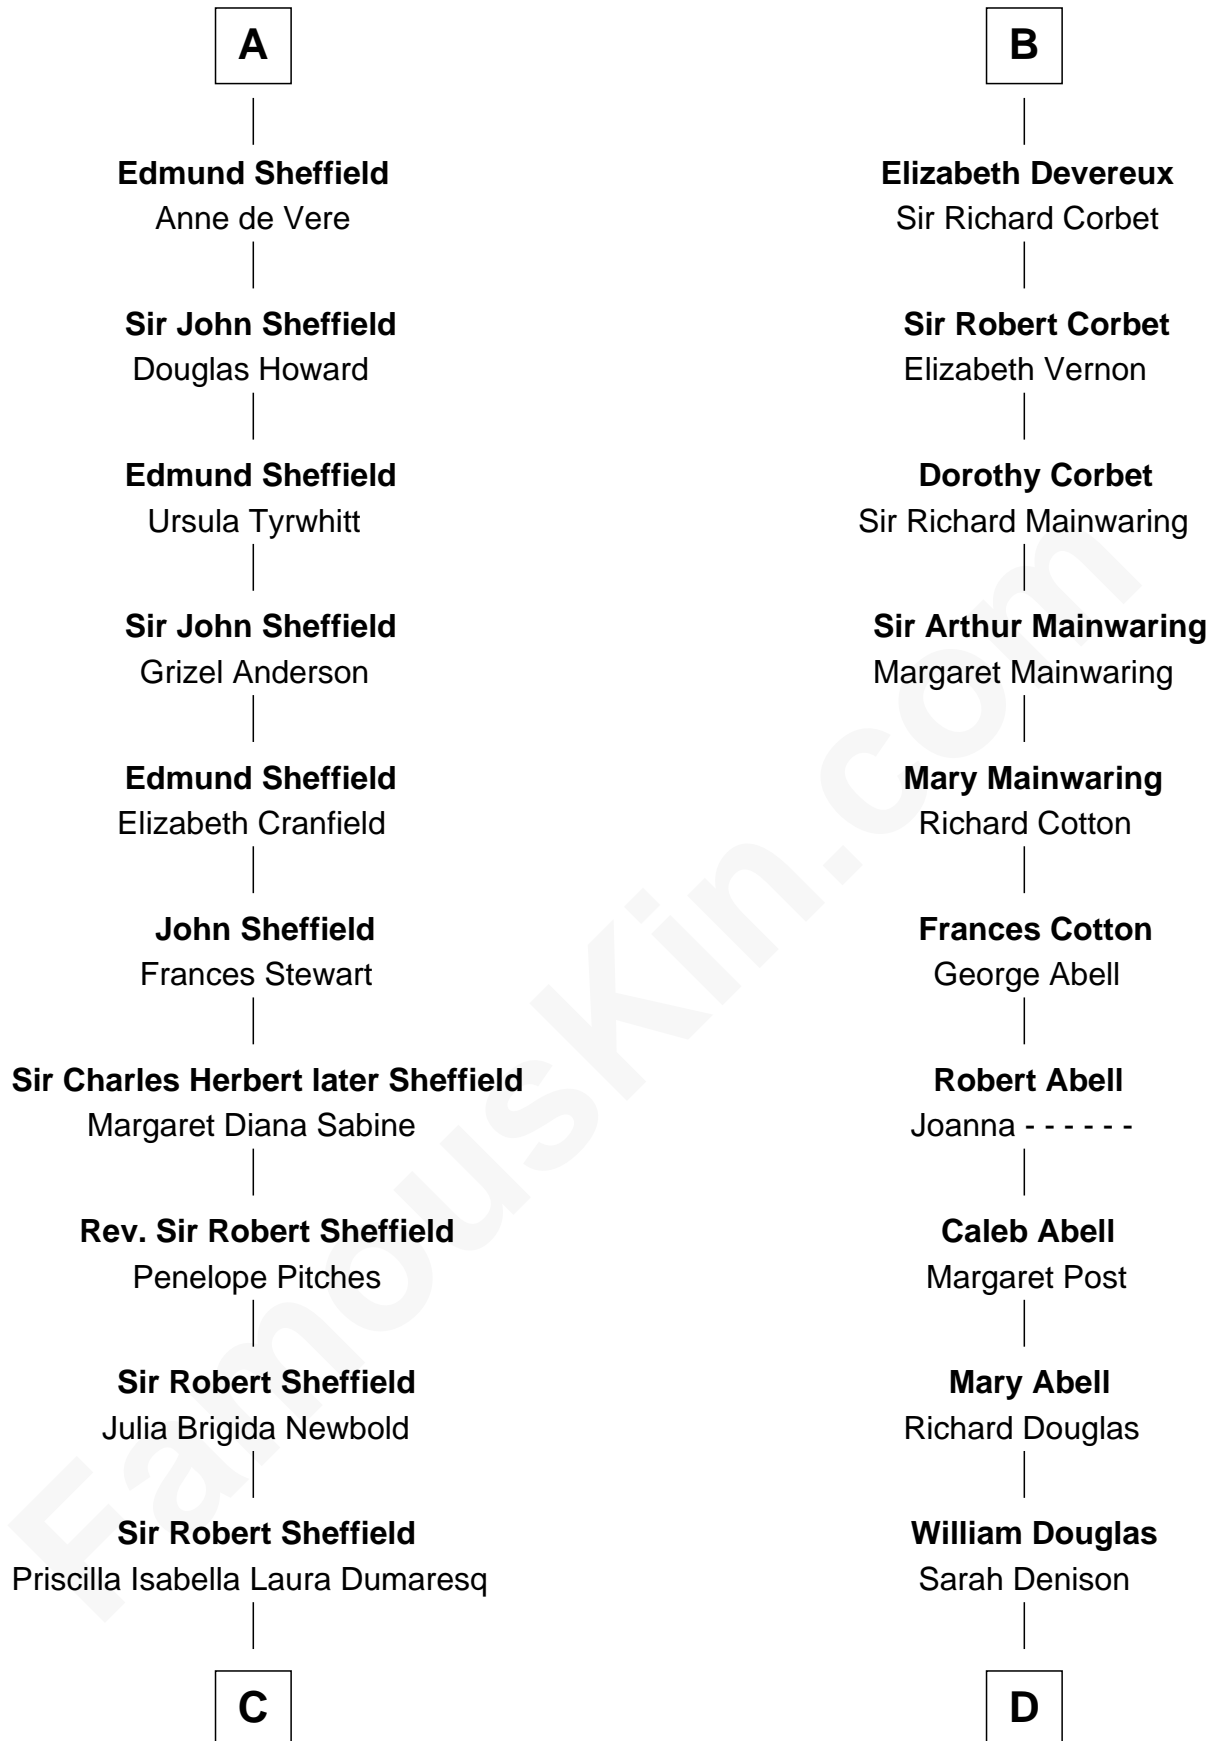 A
Edmund Sheffield
Anne de Vere
Sir John Sheffield
Douglas Howard
Edmund Sheffield
Ursula Tyrwhitt
Sir John Sheffield
Grizel Anderson
Edmund Sheffield
Elizabeth Cranfield
John Sheffield
Frances Stewart
Sir Charles Herbert later Sheffield
Margaret Diana Sabine
Rev. Sir Robert Sheffield
Penelope Pitches
Sir Robert Sheffield
Julia Brigida Newbold
Sir Robert Sheffield
Priscilla Isabella Laura Dumaresq
C
B
Elizabeth Devereux
Sir Richard Corbet
Sir Robert Corbet
Elizabeth Vernon
Dorothy Corbet
Sir Richard Mainwaring
Sir Arthur Mainwaring
Margaret Mainwaring
Mary Mainwaring
Richard Cotton
Frances Cotton
George Abell
Robert Abell
Joanna - - - - - -
Caleb Abell
Margaret Post
Mary Abell
Richard Douglas
William Douglas
Sarah Denison
D
FamousKin.com